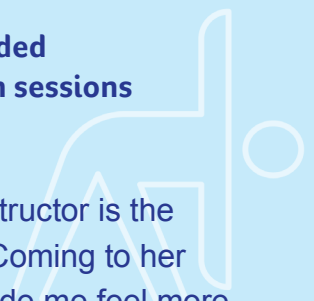 ded
n sessions
tructor is the
Coming to her
de me feel more